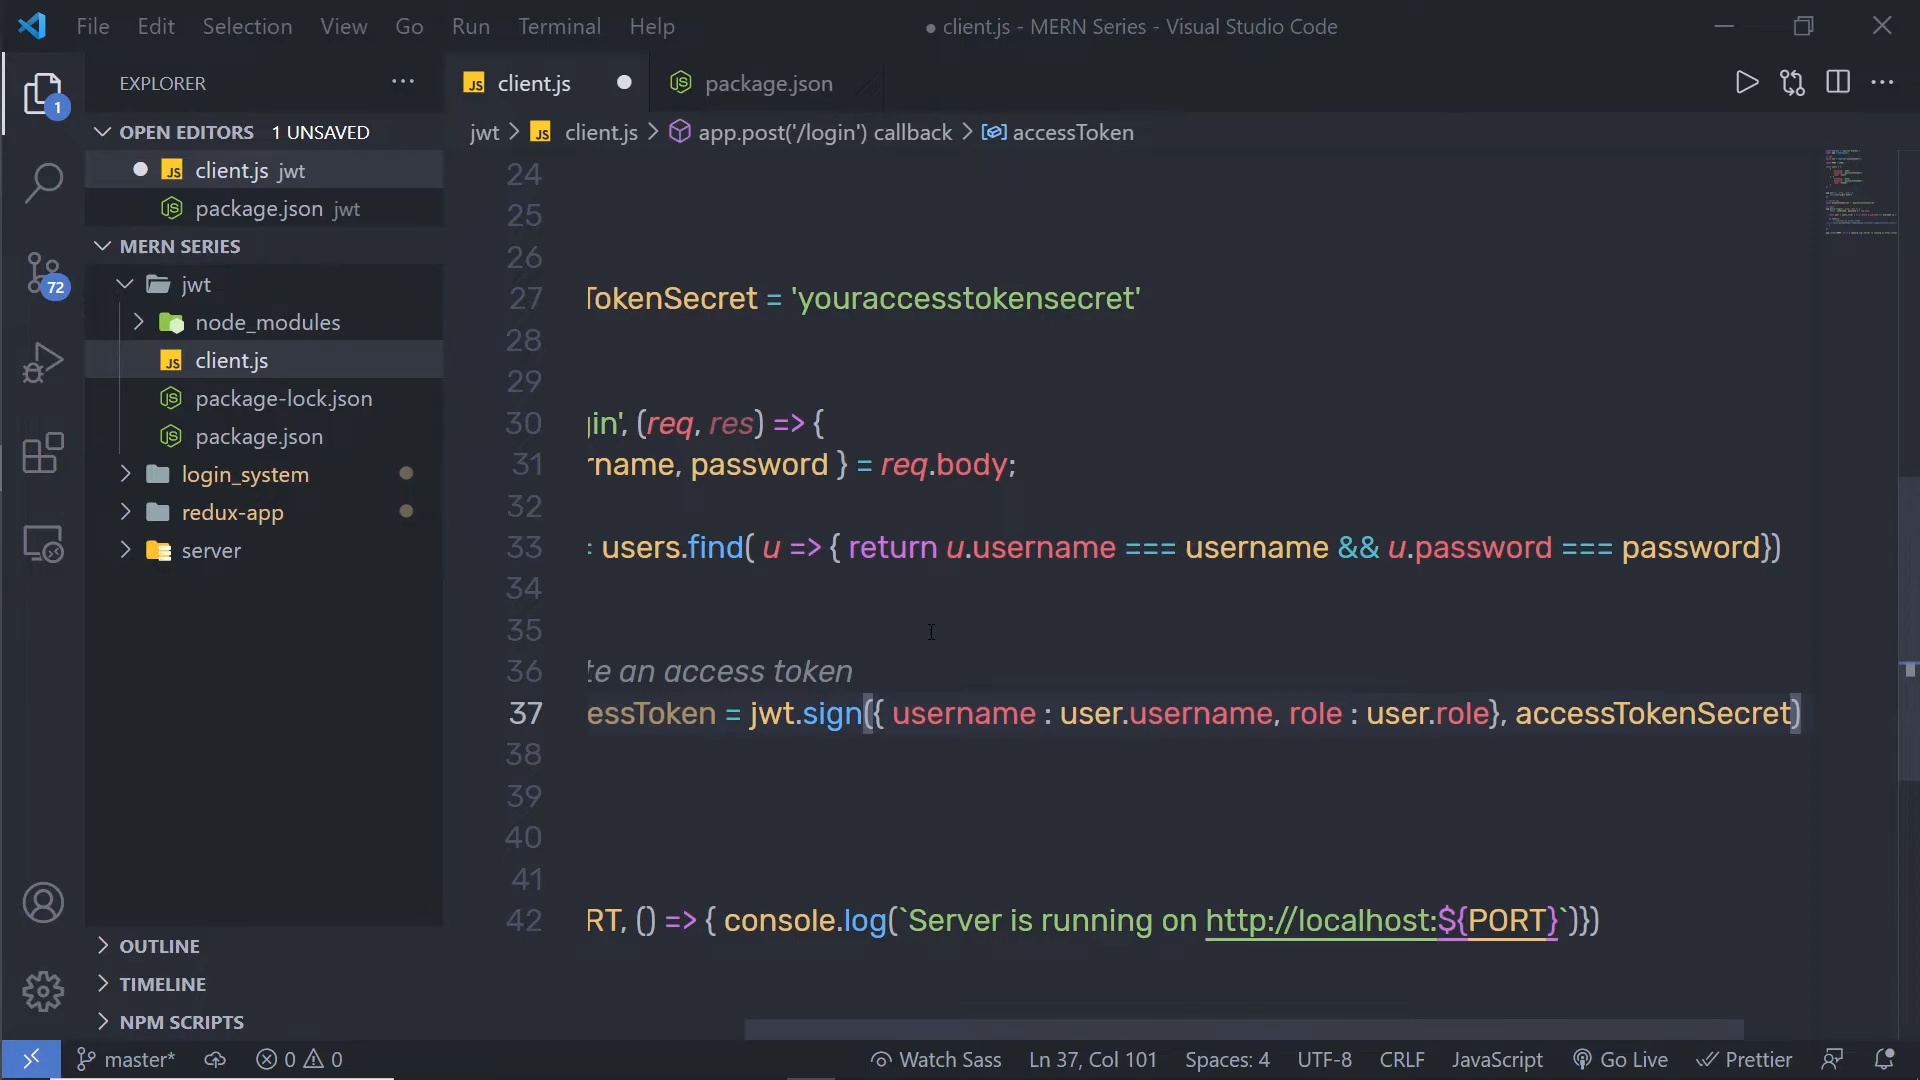 File Edit Selection View Go Run Terminal Help
● client.js - MERN Series - Visual Studio Code
EXPLORER
OPEN EDITORS 1 UNSAVED
client.js jwt
package.json jwt
MERN SERIES
jwt
node_modules
client.js
package-lock.json
package.json
login_system
redux-app
server
OUTLINE
TIMELINE
NPM SCRIPTS
1
72
client.js package.json
jwt > client.js > app.post('/login') callback > accessToken
24
25
26
27 TokenSecret = 'youraccesstokensecret'
28
29
30 gin', (req, res) => {
31 rname, password } = req.body;
32
33 = users.find( u => { return u.username === username && u.password === password})
34
35
36 te an access token
37 essToken = jwt.sign({ username : user.username, role : user.role}, accessTokenSecret)
38
39
40
41
42 RT, () => { console.log(`Server is running on http://localhost:${PORT}`)})
master* 0 0 Watch Sass Ln 37, Col 101 Spaces: 4 UTF-8 CRLF JavaScript Go Live Prettier